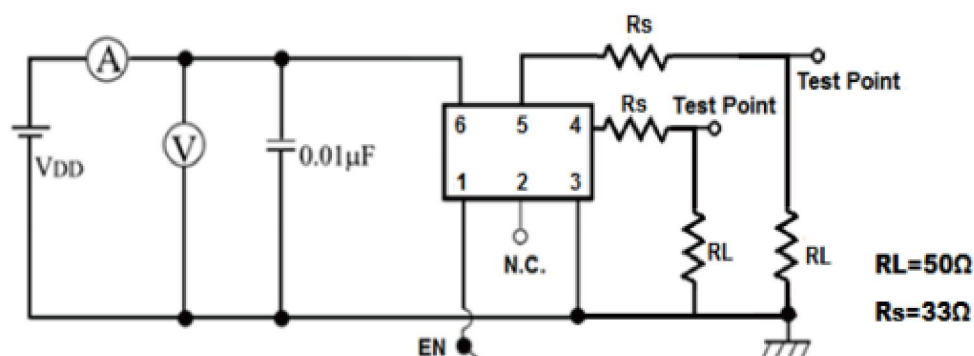 Rs
A
Test Point
Rs
Test Point
6 5 4
V
0.01µF
VDD
1 2 3
RL
RL
RL=50Ω
N.C.
Rs=33Ω
EN